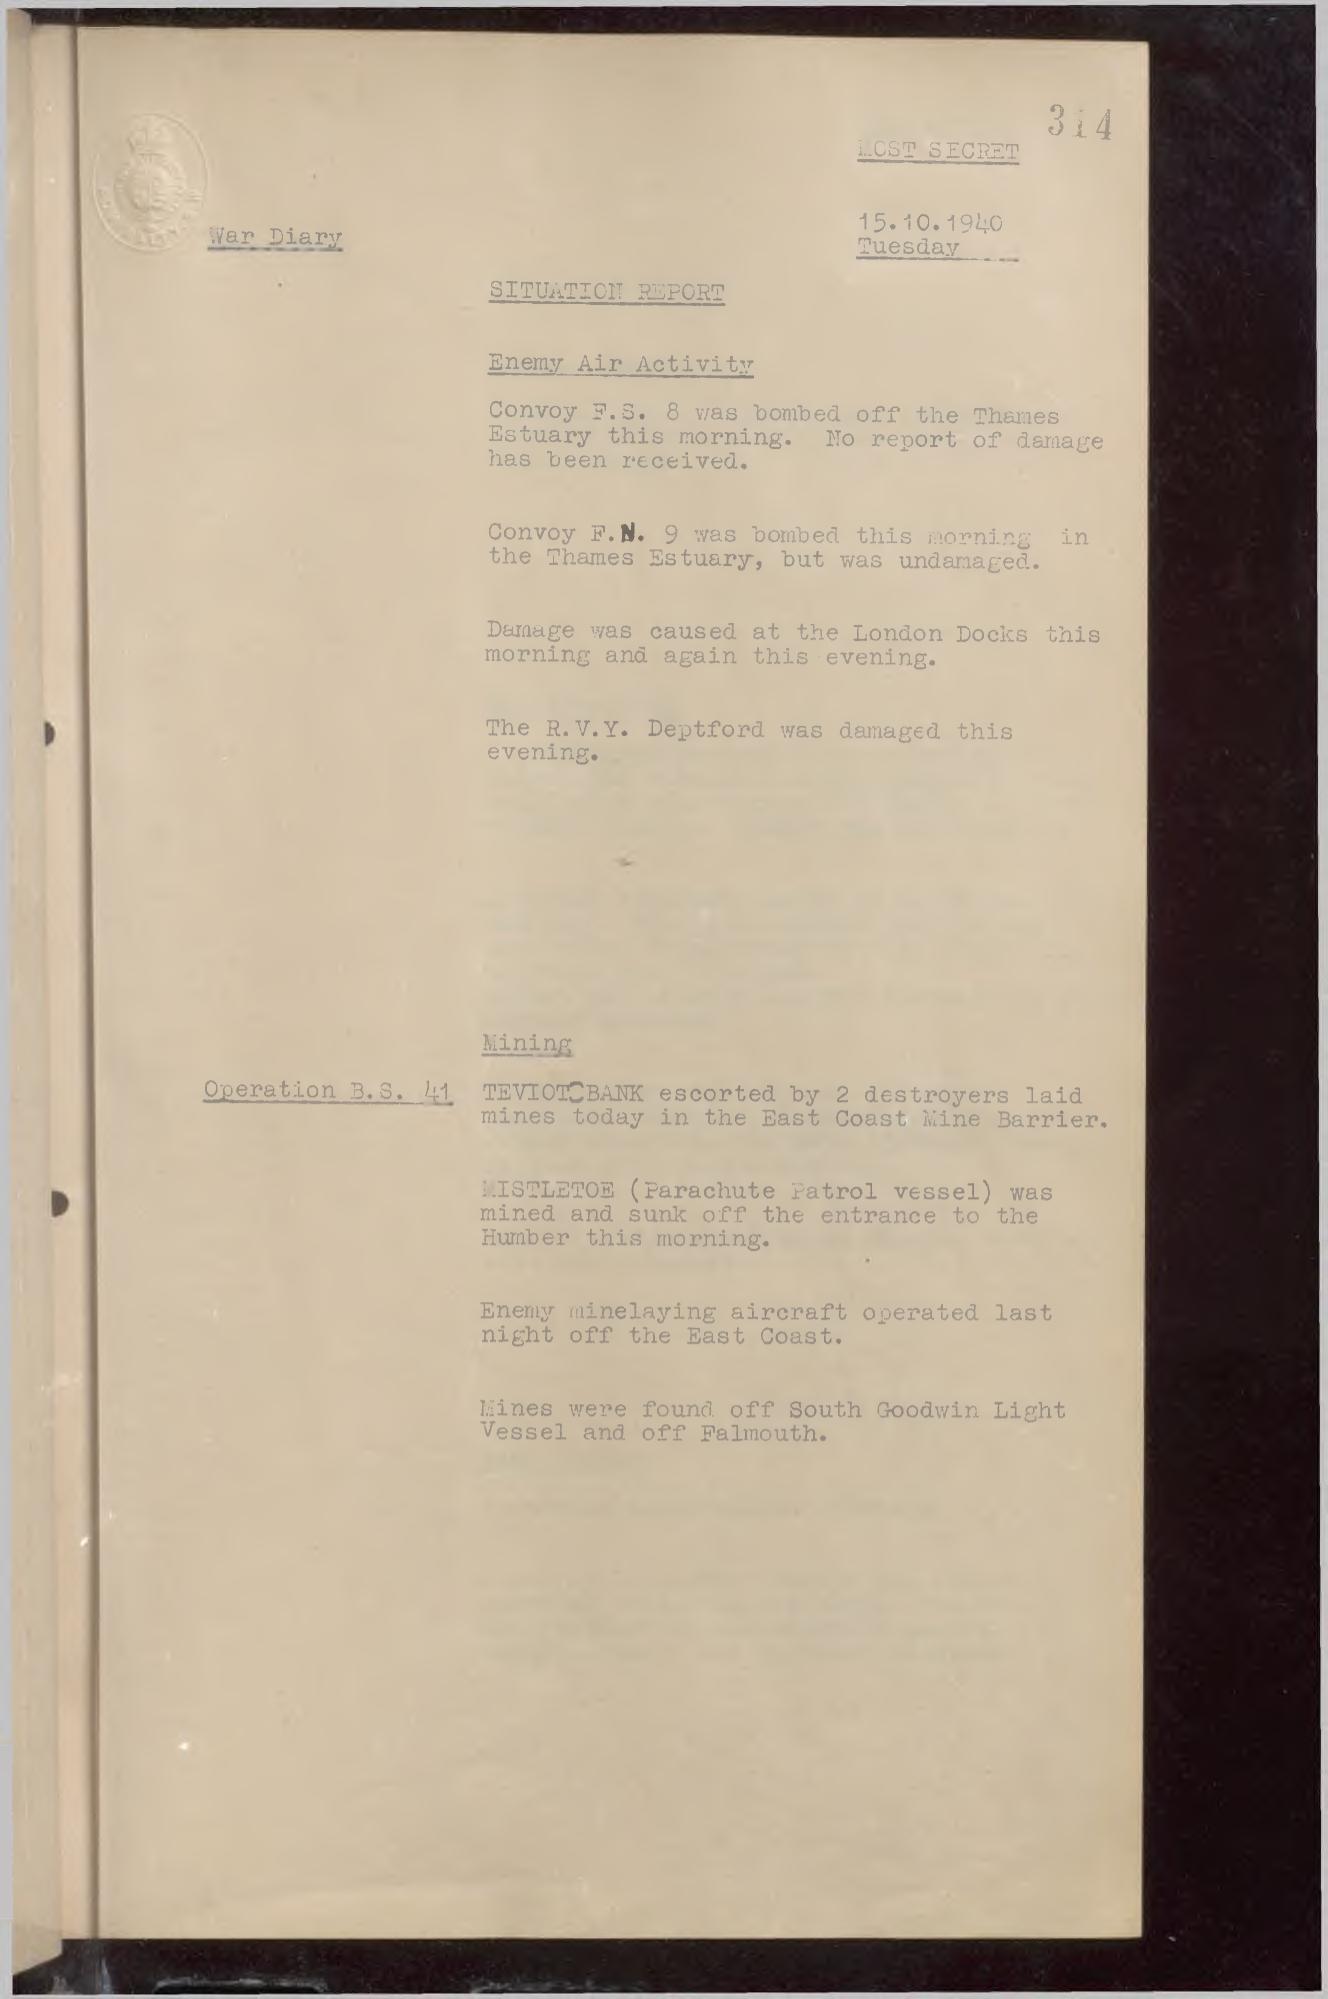 314
MOST SECRET
15.10.1940
War Diary
Tuesday
SITUATION REPORT
Enemy Air Activity
Convoy F.S. 8 was bombed off the Thames
Estuary this morning. No report of damage
has been received.
Convoy F.N. 9 was bombed this morning in
the Thames Estuary, but was undamaged.
Damage was caused at the London Docks this
morning and again this evening.
The R.V.Y. Deptford was damaged this
evening.
Mining
Operation B.S. 41 TEVIOTBANK escorted by 2 destroyers laid
mines today in the East Coast Mine Barrier.
MISTLETOE (Parachute Patrol vessel) was
mined and sunk off the entrance to the
Humber this morning.
Enemy minelaying aircraft operated last
night off the East Coast.
Mines were found off South Goodwin Light
Vessel and off Falmouth.